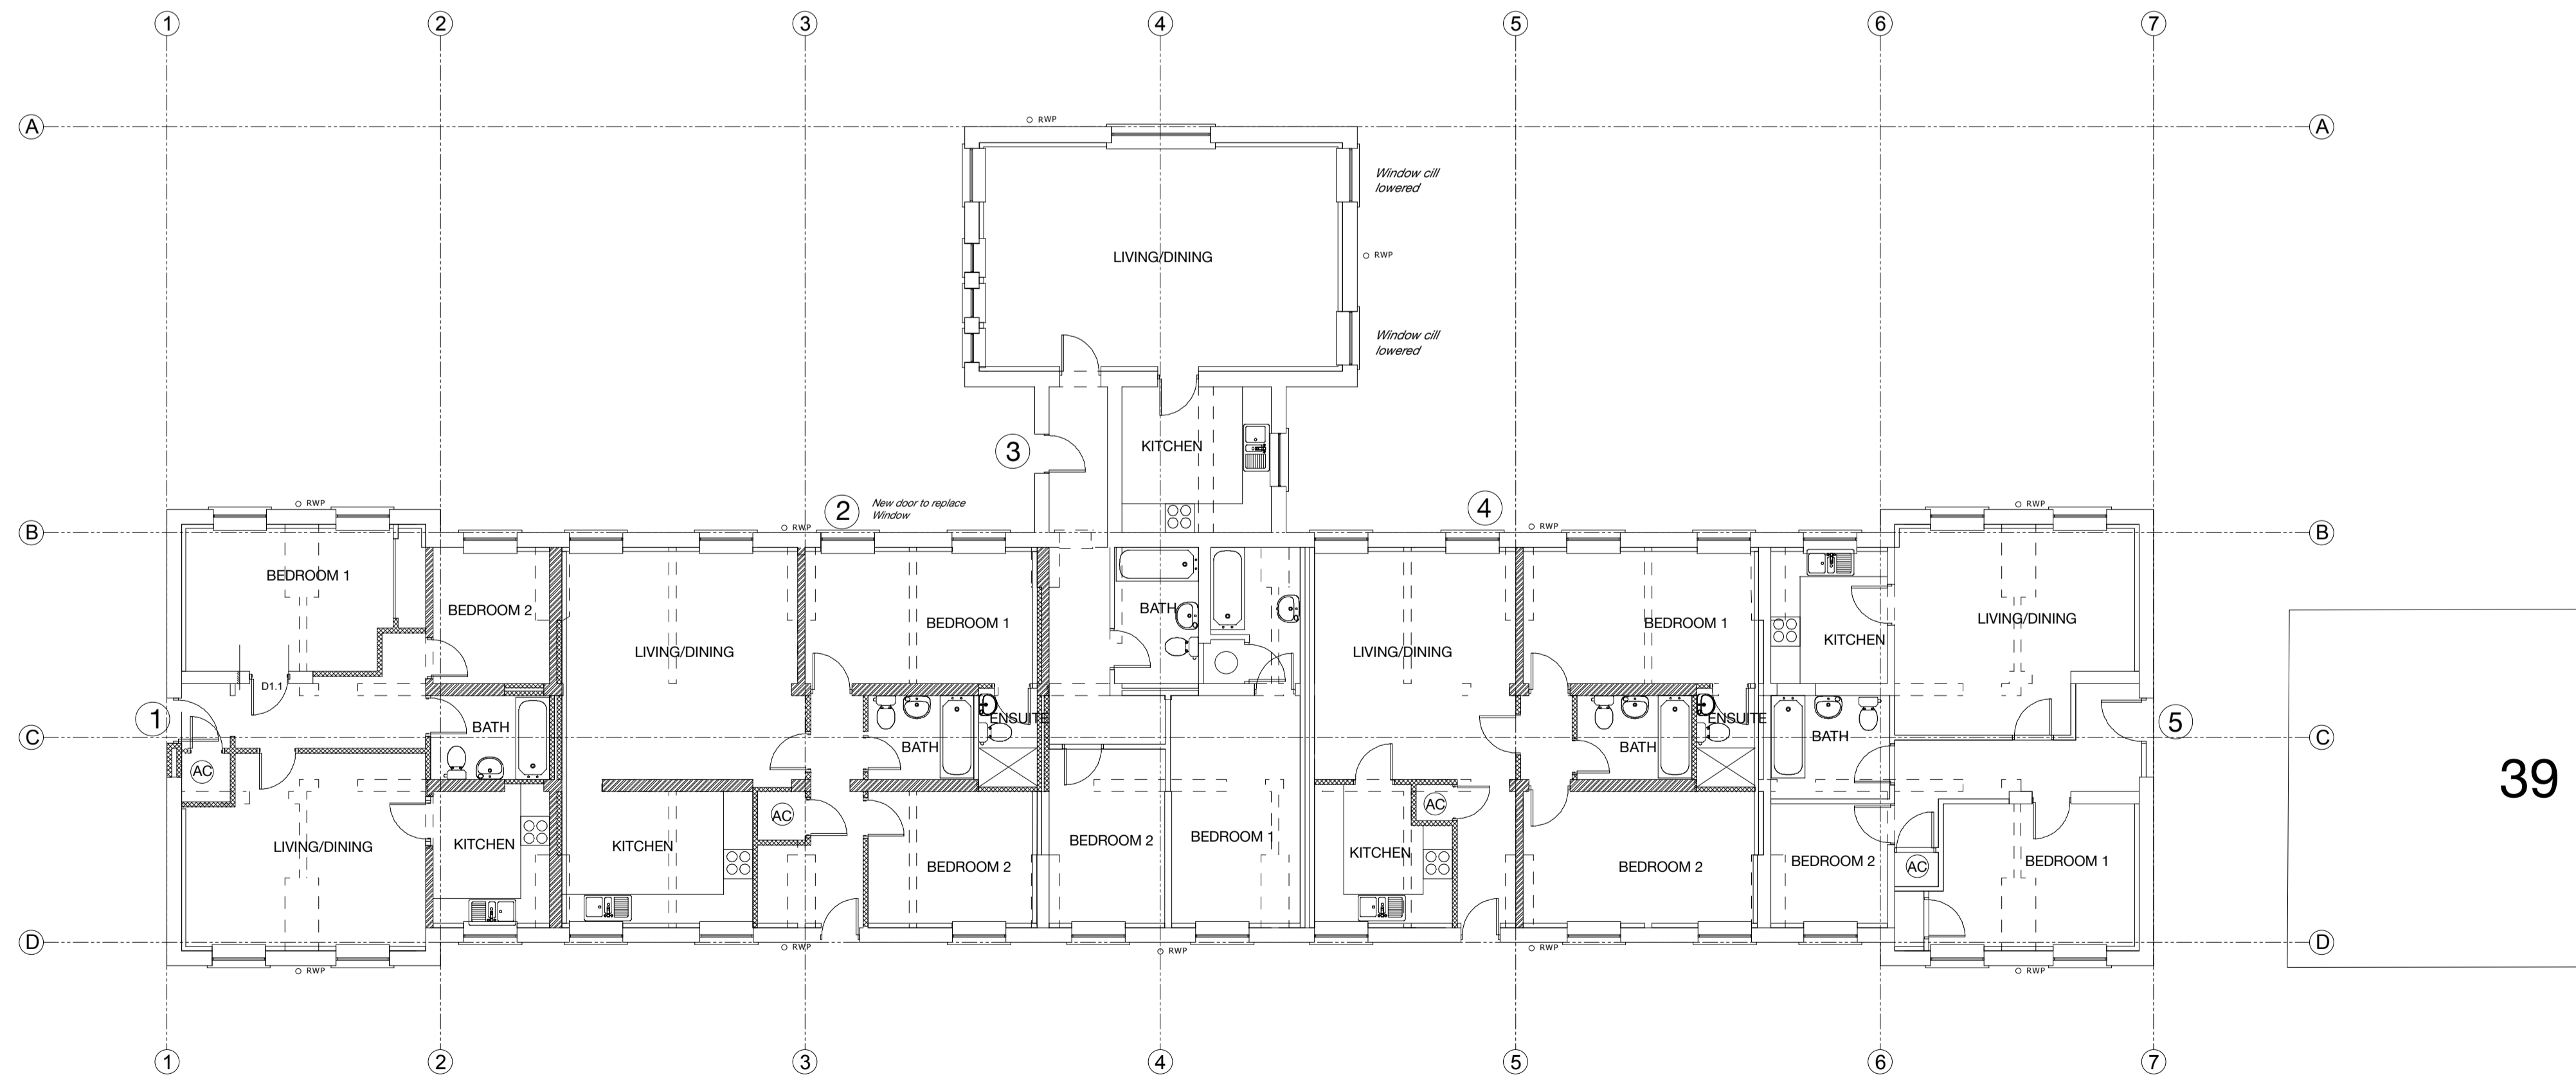 1 2 3 4 5 6 7
A A
RWP
Window cill
lowered
LIVING/DINING
RWP
Window cill
lowered
3
KITCHEN
RWP
2
New door to replace
Window
4
RWP
RWP
RWP
RWP
B B
BEDROOM 1
BEDROOM 2
BATH
BEDROOM 1
BEDROOM 1
LIVING/DINING
KITCHEN
LIVING/DINING
LIVING/DINING
D1.1
1
ENSUITE
ENSUITE
5
BATH
BATH
BATH
BATH
C C
AC
39
AC
AC
LIVING/DINING
KITCHEN
KITCHEN
BEDROOM 2
BEDROOM 1
KITCHEN
BEDROOM 2
BEDROOM 1
AC
BEDROOM 2
BEDROOM 2
D D
RWP
RWP
RWP
RWP
RWP
1 2 3 4 5 6 7